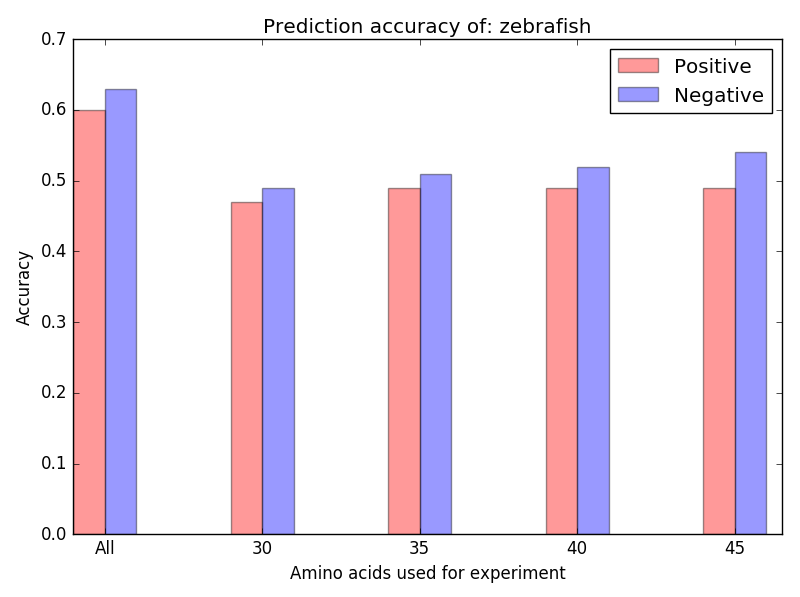 Prediction accuracy of: zebrafish
Positive
Negative
0.7
0.6
0.5
0.4
0.3
0.2
0.1
0.0
Accuracy
All 30 35 40 45
Amino acids used for experiment